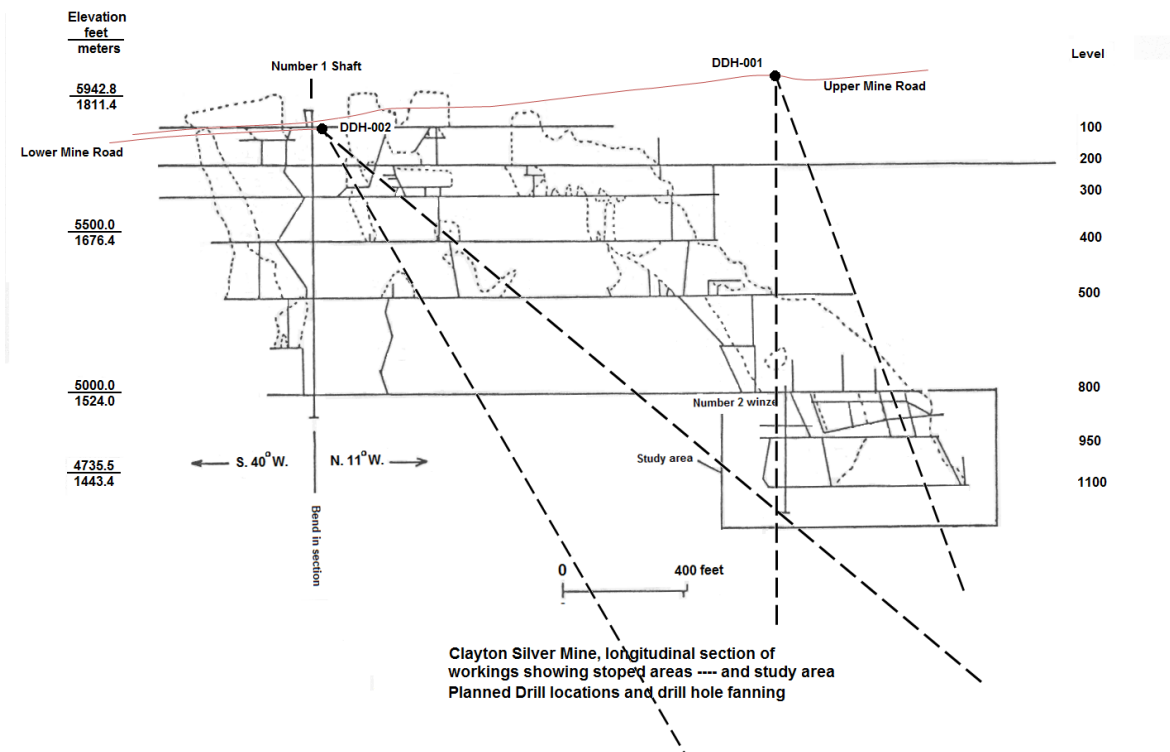 Elevation
feet
meters
Number 1 Shaft
DDH-001
Level
5942.8
1811.4
Upper Mine Road
DDH-002
100
Lower Mine Road
200
300
5500.0
1676.4
400
500
5000.0
1524.0
800
Number 2 winze
950
Study area
S. 40°W.
N. 11°W.
4735.5
1443.4
1100
Bend in section
0
400 feet
Clayton Silver Mine, longitudinal section of
workings showing stoped areas ---- and study area
Planned Drill locations and drill hole fanning